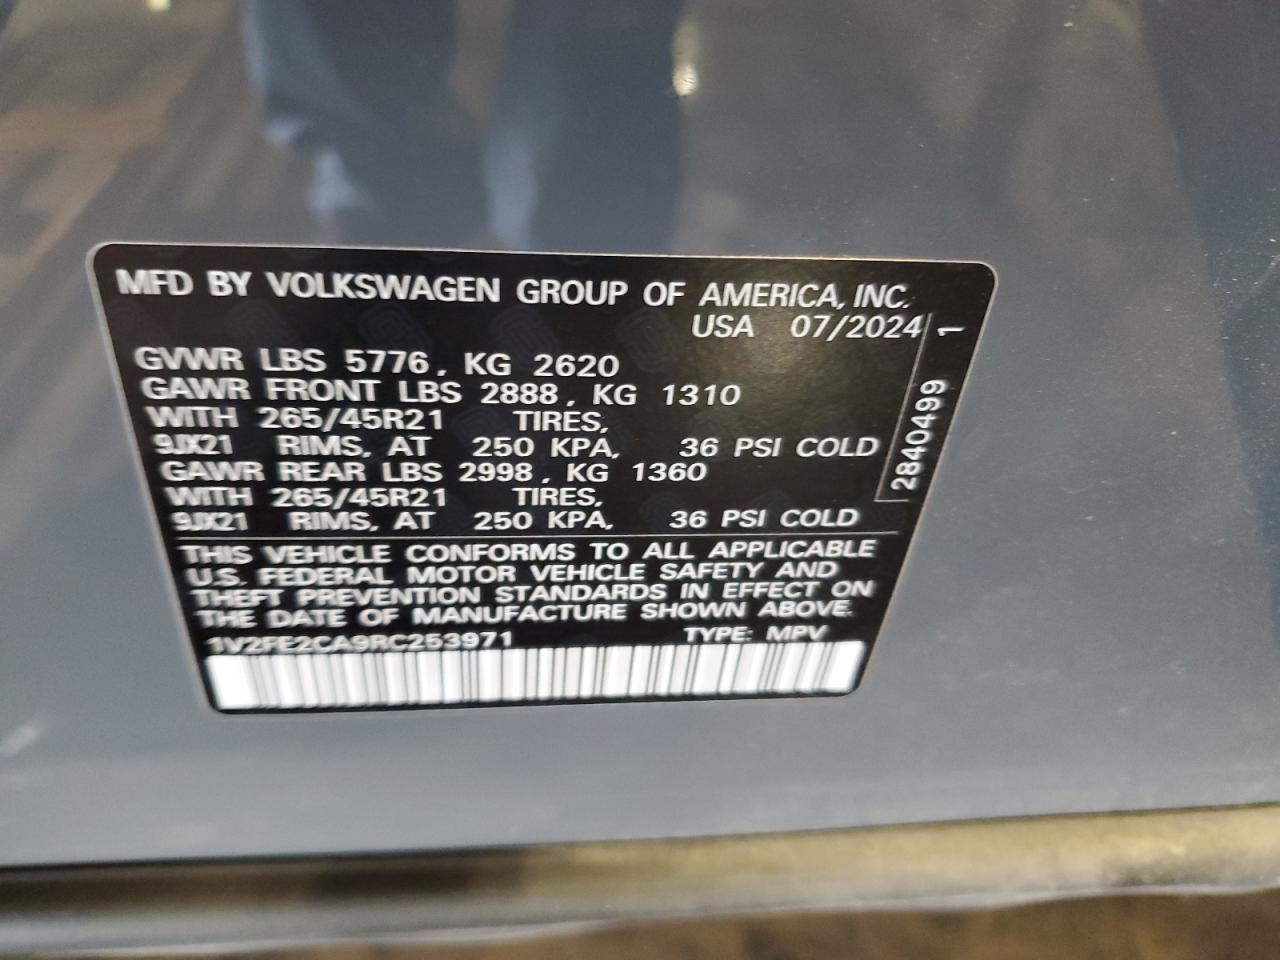 MFD BY VOLKSWAGEN GROUP OF AMERICA, INC.
USA 07/2024
GVWR LBS 5776, KG 2620
GAWR FRONT LBS 2888, KG 1310
WITH 265/45R21 TIRES,
9JX21 RIMS, AT 250 KPA, 36 PSI COLD
GAWR REAR LBS 2998, KG 1360
WITH 265/45R21 TIRES,
9JX21 RIMS, AT 250 KPA, 36 PSI COLD
2840499 1
THIS VEHICLE CONFORMS TO ALL APPLICABLE
U.S. FEDERAL MOTOR VEHICLE SAFETY AND
THEFT PREVENTION STANDARDS IN EFFECT ON
THE DATE OF MANUFACTURE SHOWN ABOVE.
1V2FE2CA9RC253971 TYPE: MPV